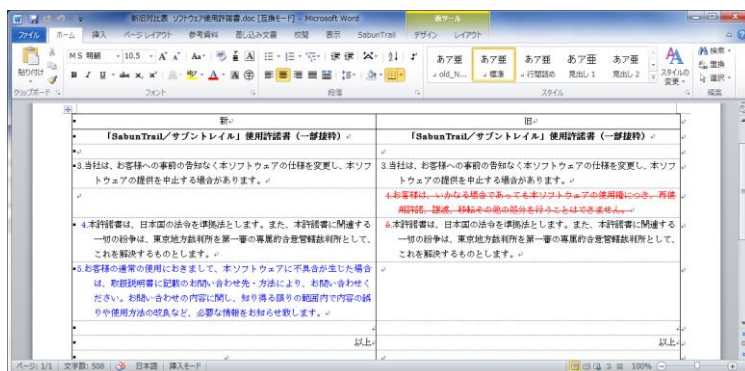 新旧対比表 ソフトウェア使用許諾書.doc [互換モード] - Microsoft Word
表ツール
ファイル ホーム 挿入 ページ レイアウト 参考資料 差し込み文書 校閲 表示 SabunTrail デザイン レイアウト
貼り付け
MS 明朝 10.5
あア亜 あア亜 あア亜 あア亜 あア亜
old_N... 標準 行間詰め 見出し 1 見出し 2
スタイルの変更
検索
置換
選択
クリップボード フォント 段落 スタイル 編集
新 旧
「SabunTrail/サブントレイル」使用許諾書（一部抜粋） 「SabunTrail/サブントレイル」使用許諾書（一部抜粋）
3.当社は、お客様への事前の告知なく本ソフトウェアの仕様を変更し、本ソフ
トウェアの提供を中止する場合があります。
3.当社は、お客様への事前の告知なく本ソフトウェアの仕様を変更し、本ソフ
トウェアの提供を中止する場合があります。
4.お客様は、いかなる場合であっても本ソフトウェアの使用権につき、再使
用許諾、譲渡、移転その他の処分を行うことはできません。
4.本許諾書は、日本国の法令を準拠法とします。また、本許諾書に関連する
一切の紛争は、東京地方裁判所を第一審の専属的合意管轄裁判所として、
これを解決するものとします。
5.本許諾書は、日本国の法令を準拠法とします。また、本許諾書に関連する
一切の紛争は、東京地方裁判所を第一審の専属的合意管轄裁判所として、
これを解決するものとします。
5.お客様の通常の使用におきまして、本ソフトウェアに不具合が生じた場合
は、取扱説明書に記載のお問い合わせ先・方法により、お問い合わせく
ださい。お問い合わせの内容に関し、知り得る限りの範囲内で内容の誤
りや使用方法の改良など、必要な情報をお知らせ致します。
以上 以上
ページ: 1/1 文字数: 508 日本語 挿入モード 100%